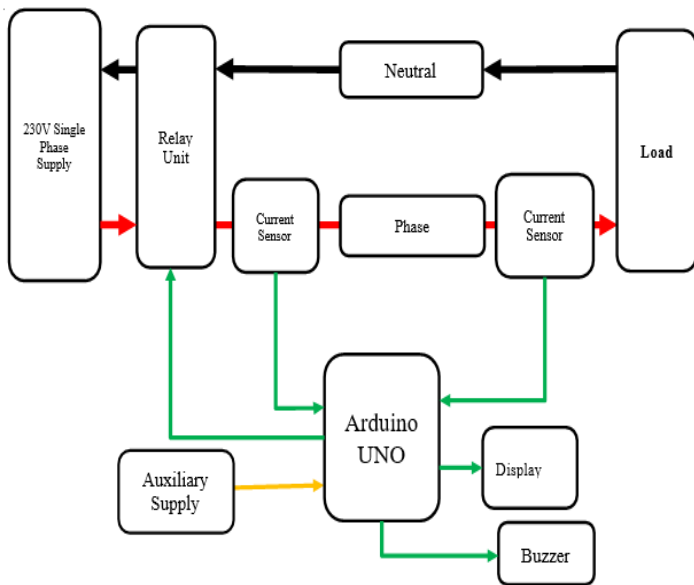 Neutral
230V Single
Phase
Supply
Relay
Unit
Load
Current
Sensor
Phase
Current
Sensor
Arduino
UNO
Auxiliary
Supply
Display
Buzzer